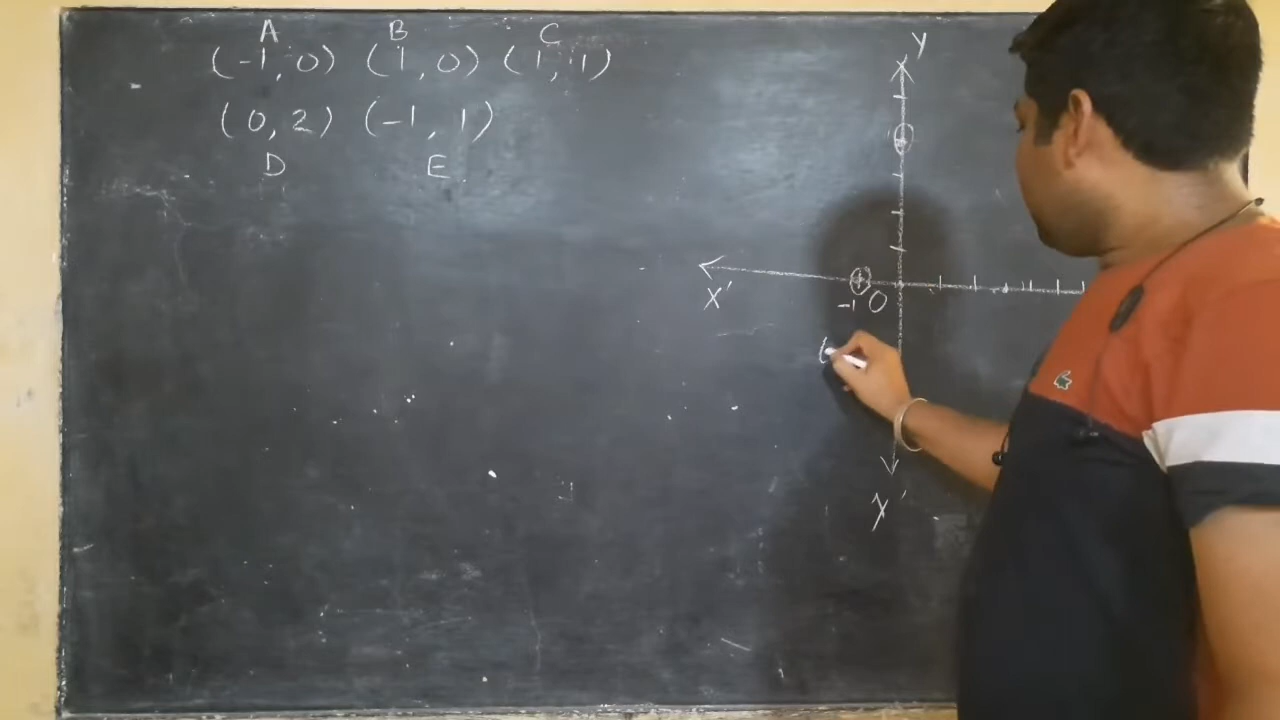 A B C
(-1, 0) (1, 0) (1, 1)
(0, 2) (-1, 1)
D E
Y
X'
-1 0
(
Y'